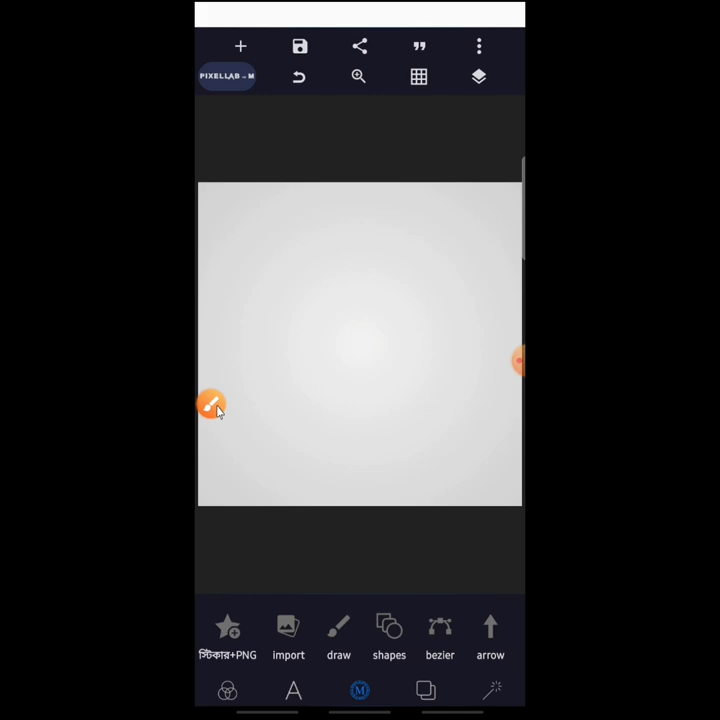 PIXELLAB - M
স্টিকার+PNG import draw shapes bezier arrow
A M